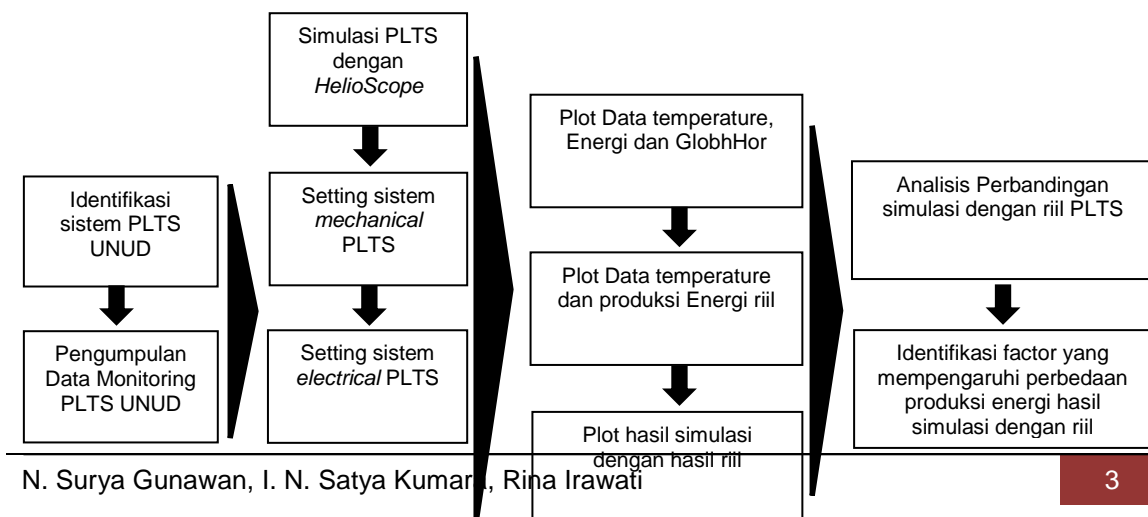 Identifikasi
sistem PLTS
UNUD
Pengumpulan
Data Monitoring
PLTS UNUD
Simulasi PLTS
dengan
HelioScope
Setting sistem
mechanical
PLTS
Setting sistem
electrical PLTS
Plot Data temperature,
Energi dan GlobhHor
Plot Data temperature
dan produksi Energi riil
Plot hasil simulasi
dengan hasil riil
Analisis Perbandingan
simulasi dengan riil PLTS
Identifikasi factor yang
mempengaruhi perbedaan
produksi energi hasil
simulasi dengan riil
N. Surya Gunawan, I. N. Satya Kumara, Rina Irawati
3